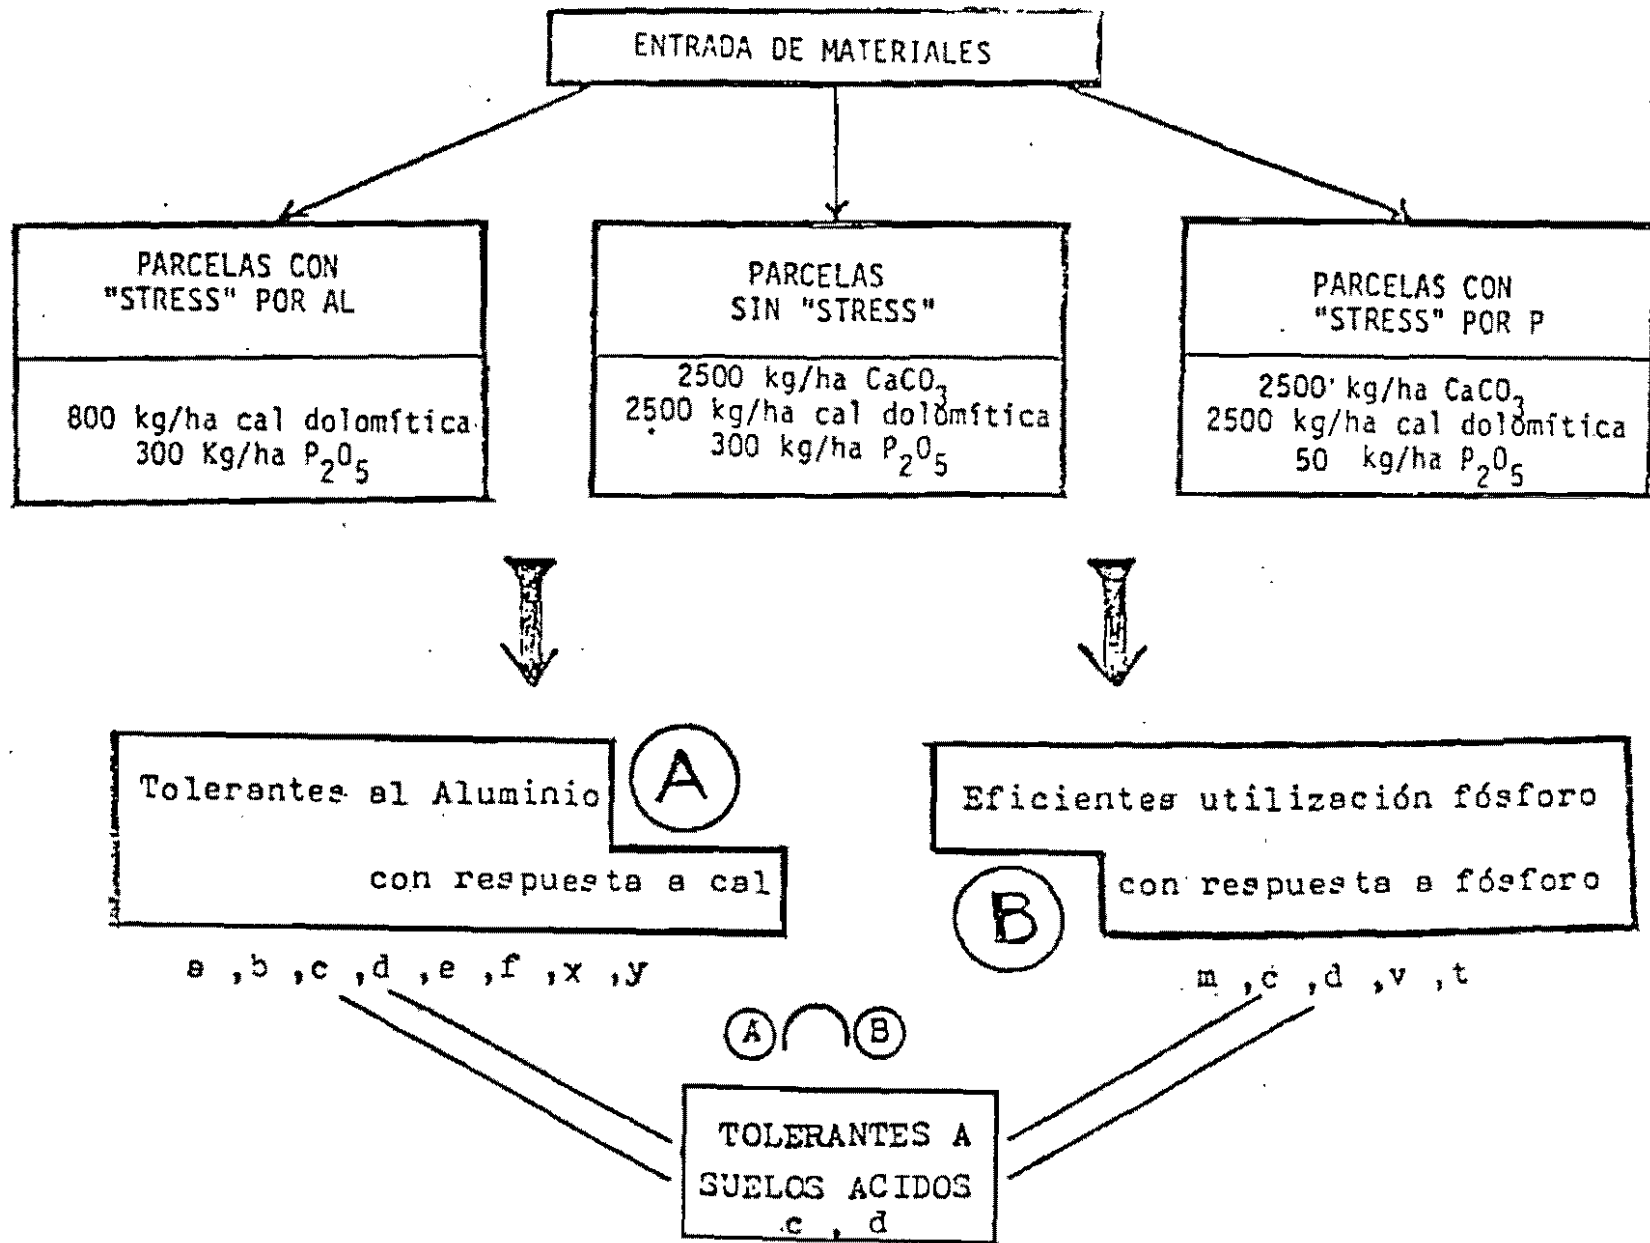 ENTRADA DE MATERIALES
PARCELAS CON
"STRESS" POR AL
800 kg/ha cal dolomítica
300 Kg/ha P₂O₅
PARCELAS
SIN "STRESS"
2500 kg/ha CaCO₃
2500 kg/ha cal dolomítica
300 kg/ha P₂O₅
PARCELAS CON
"STRESS" POR P
2500 kg/ha CaCO₃
2500 kg/ha cal dolomítica
50 kg/ha P₂O₅
Tolerantes al Aluminio
con respuesta a cal
A
Eficientes utilización fósforo
con respuesta a fósforo
B
a ,b ,c ,d ,e ,f ,x ,y
m ,c ,d ,v ,t
A ∩ B
TOLERANTES A
SUELOS ACIDOS
c , d